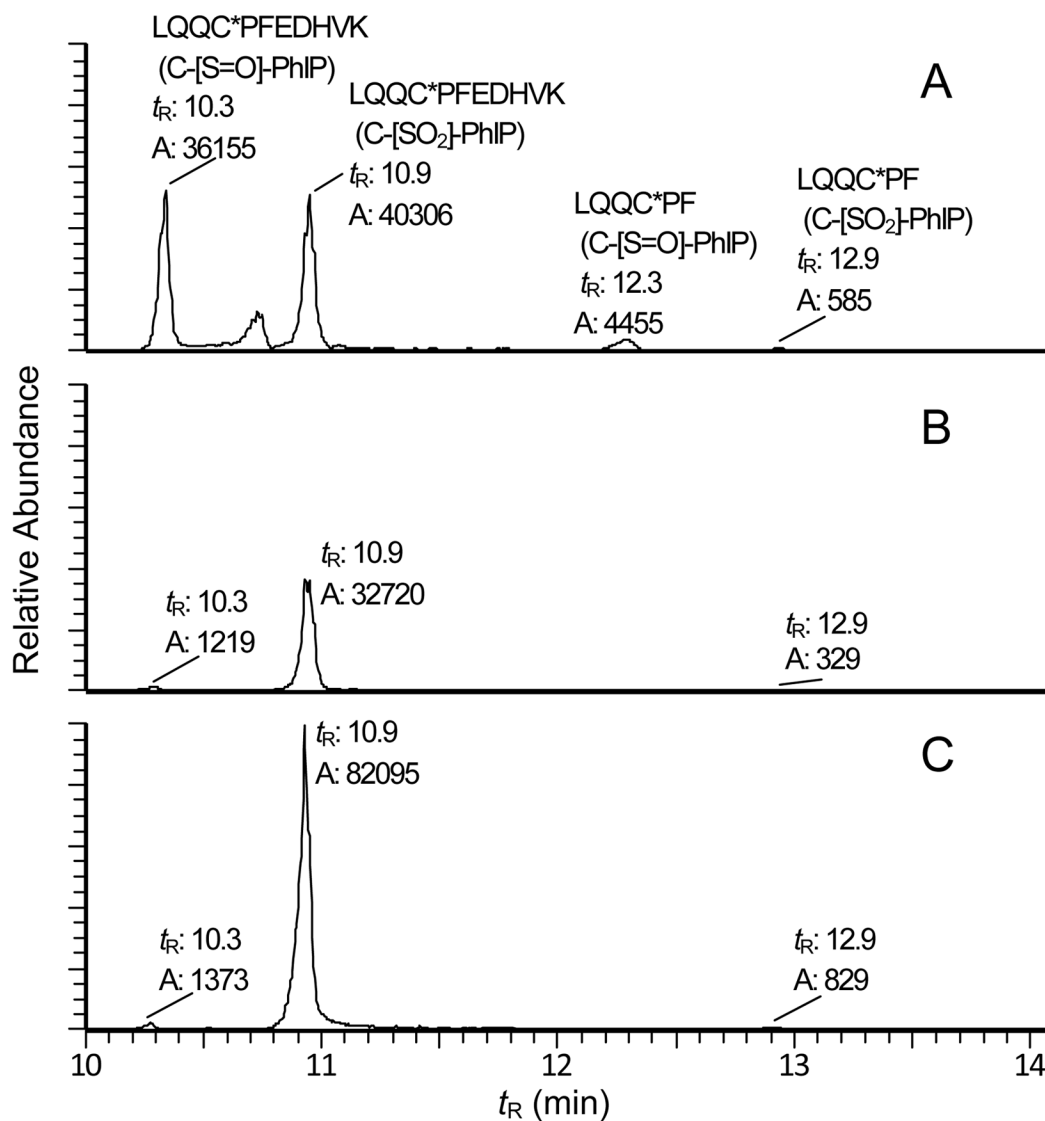 LQQC*PFEDHVK
(C-[S=O]-PhIP)
tR: 10.3
A: 36155
LQQC*PFEDHVK
(C-[SO2]-PhIP)
tR: 10.9
A: 40306
LQQC*PF
(C-[S=O]-PhIP)
tR: 12.3
A: 4455
LQQC*PF
(C-[SO2]-PhIP)
tR: 12.9
A: 585
A
Relative Abundance
tR: 10.3
A: 1219
tR: 10.9
A: 32720
tR: 12.9
A: 329
B
tR: 10.3
A: 1373
tR: 10.9
A: 82095
tR: 12.9
A: 829
C
10 11 12 13 14
tR (min)